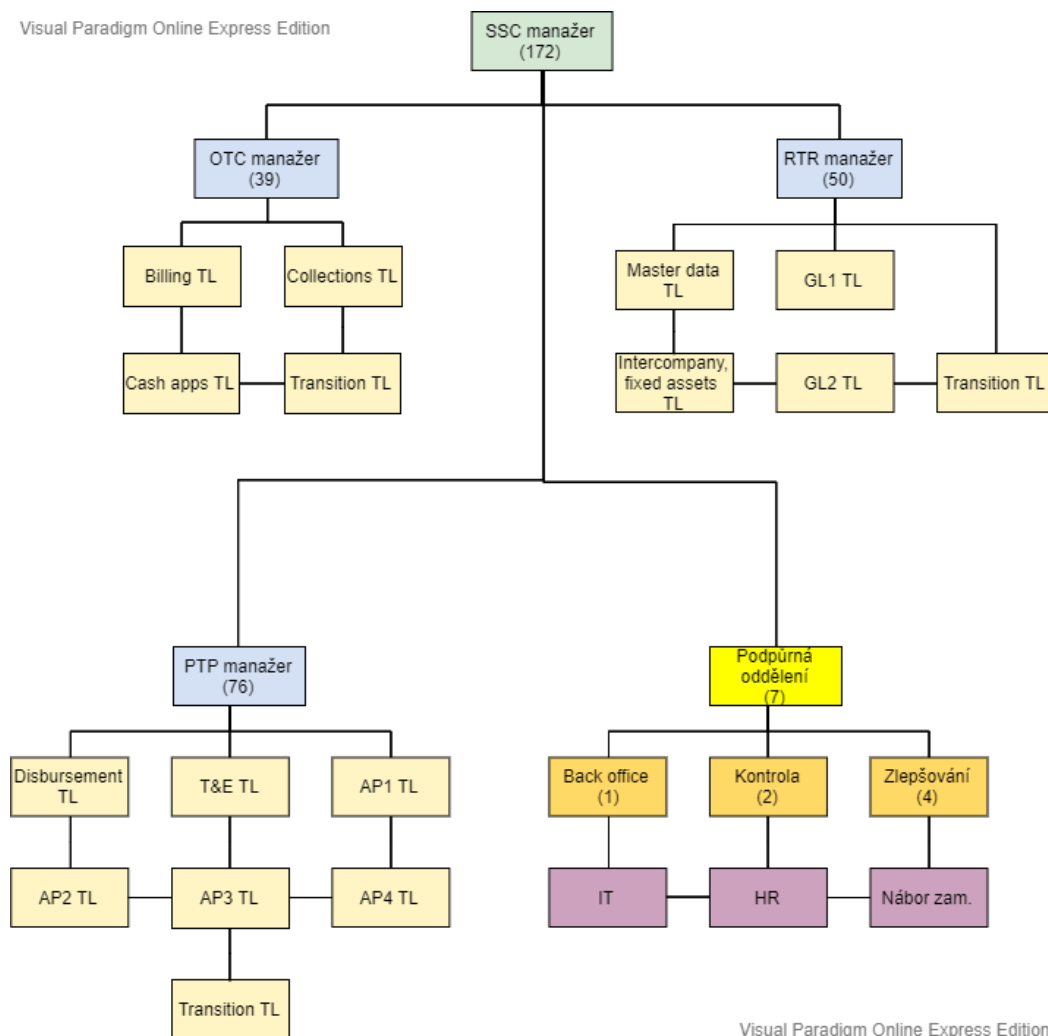 Visual Paradigm Online Express Edition
SSC manažer
(172)
OTC manažer
(39)
RTR manažer
(50)
Billing TL
Collections TL
Master data
TL
GL1 TL
Cash apps TL
Transition TL
Intercompany,
fixed assets
TL
GL2 TL
Transition TL
PTP manažer
(76)
Podpůrná
oddělení
(7)
Disbursement
TL
T&E TL
AP1 TL
Back office
(1)
Kontrola
(2)
Zlepšování
(4)
AP2 TL
AP3 TL
AP4 TL
IT
HR
Nábor zam.
Transition TL
Visual Paradigm Online Express Edition